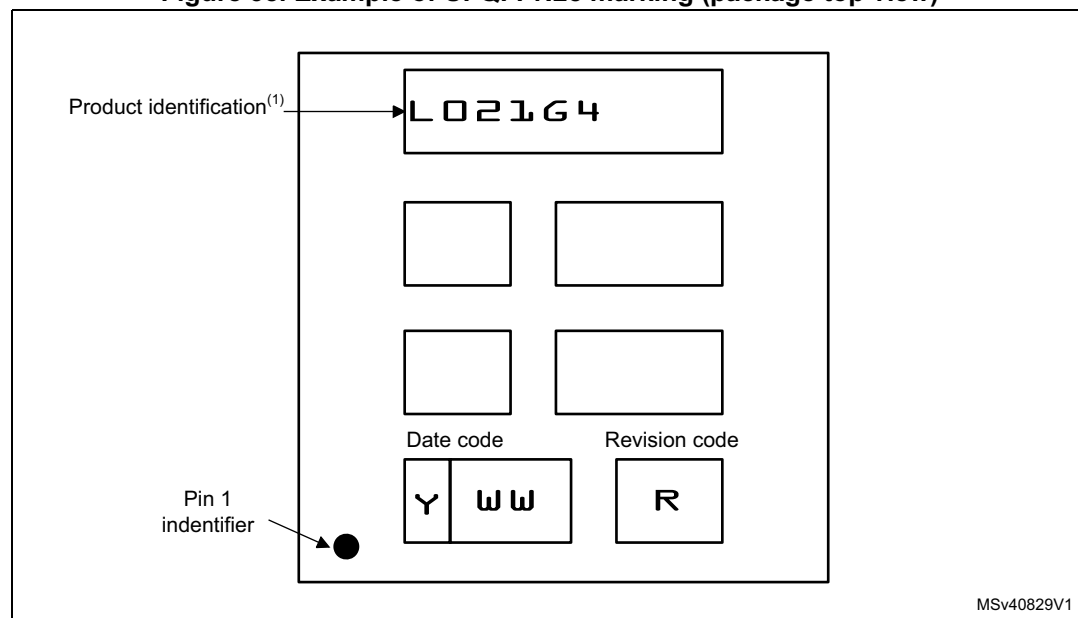 Product identification(1)
L021G4
Date code Revision code
Y WW R
Pin 1
indentifier
MSv40829V1